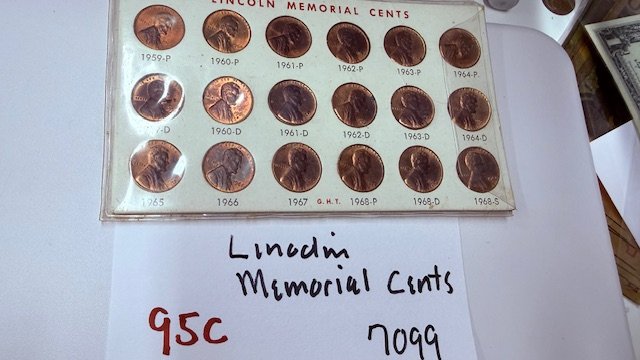 LINCOLN MEMORIAL CENTS
1959-P 1960-P 1961-P 1962-P 1963-P 1964-P
-D 1960-D 1961-D 1962-D 1963-D 1964-D
1965 1966 1967 G.H.T. 1968-P 1968-D 1968-S
Lincoln
Memorial Cents
95C 7099